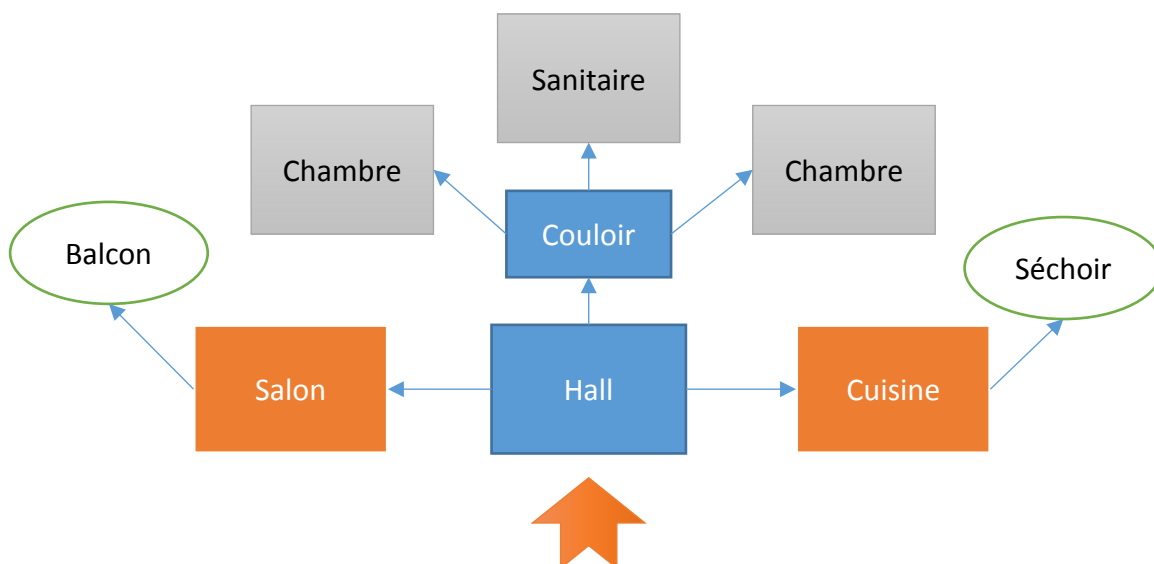 Sanitaire
Chambre
Chambre
Couloir
Balcon
Séchoir
Salon
Hall
Cuisine